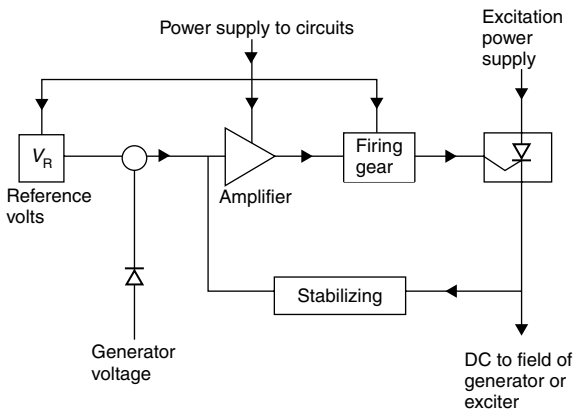 Power supply to circuits
Excitation
power
supply
VR
Reference
volts
Amplifier
Firing
gear
Stabilizing
Generator
voltage
DC to field of
generator or
exciter